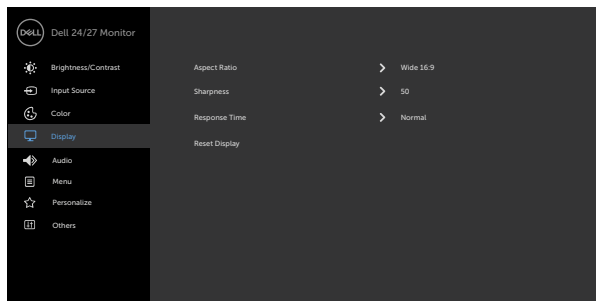 DELL Dell 24/27 Monitor
Brightness/Contrast
Aspect Ratio Wide 16:9
Input Source
Sharpness 50
Color
Response Time Normal
Display
Reset Display
Audio
Menu
Personalize
Others